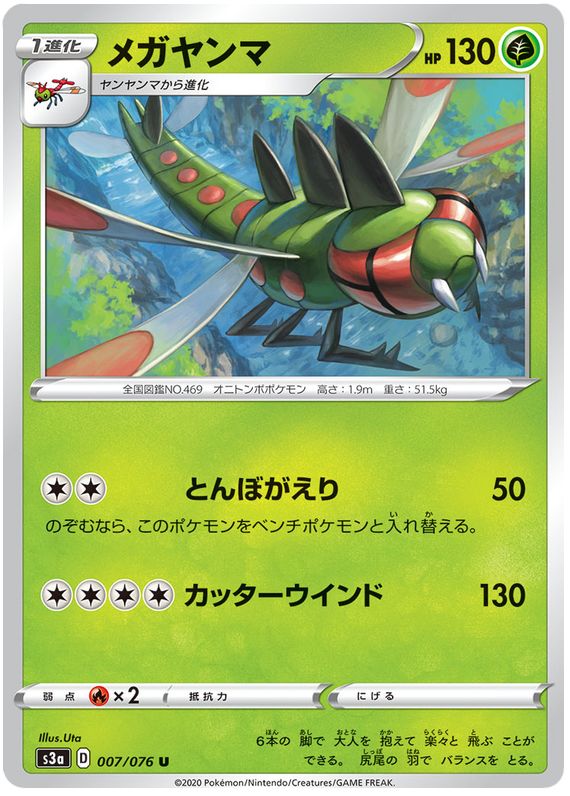 1進化
メガヤンマ
HP 130
ヤンヤンマから進化
全国図鑑NO.469 オニトンボポケモン 高さ:1.9m 重さ:51.5kg
とんぼがえり 50
のぞむなら、このポケモンをベンチポケモンと入れ替える。
カッターウインド 130
弱点 ×2 抵抗力 にげる
Illus.Uta
6本の脚で大人を抱えて楽々と飛ぶことが
できる。尻尾の羽でバランスをとる。
s3a D 007/076 U
©2020 Pokémon/Nintendo/Creatures/GAME FREAK.